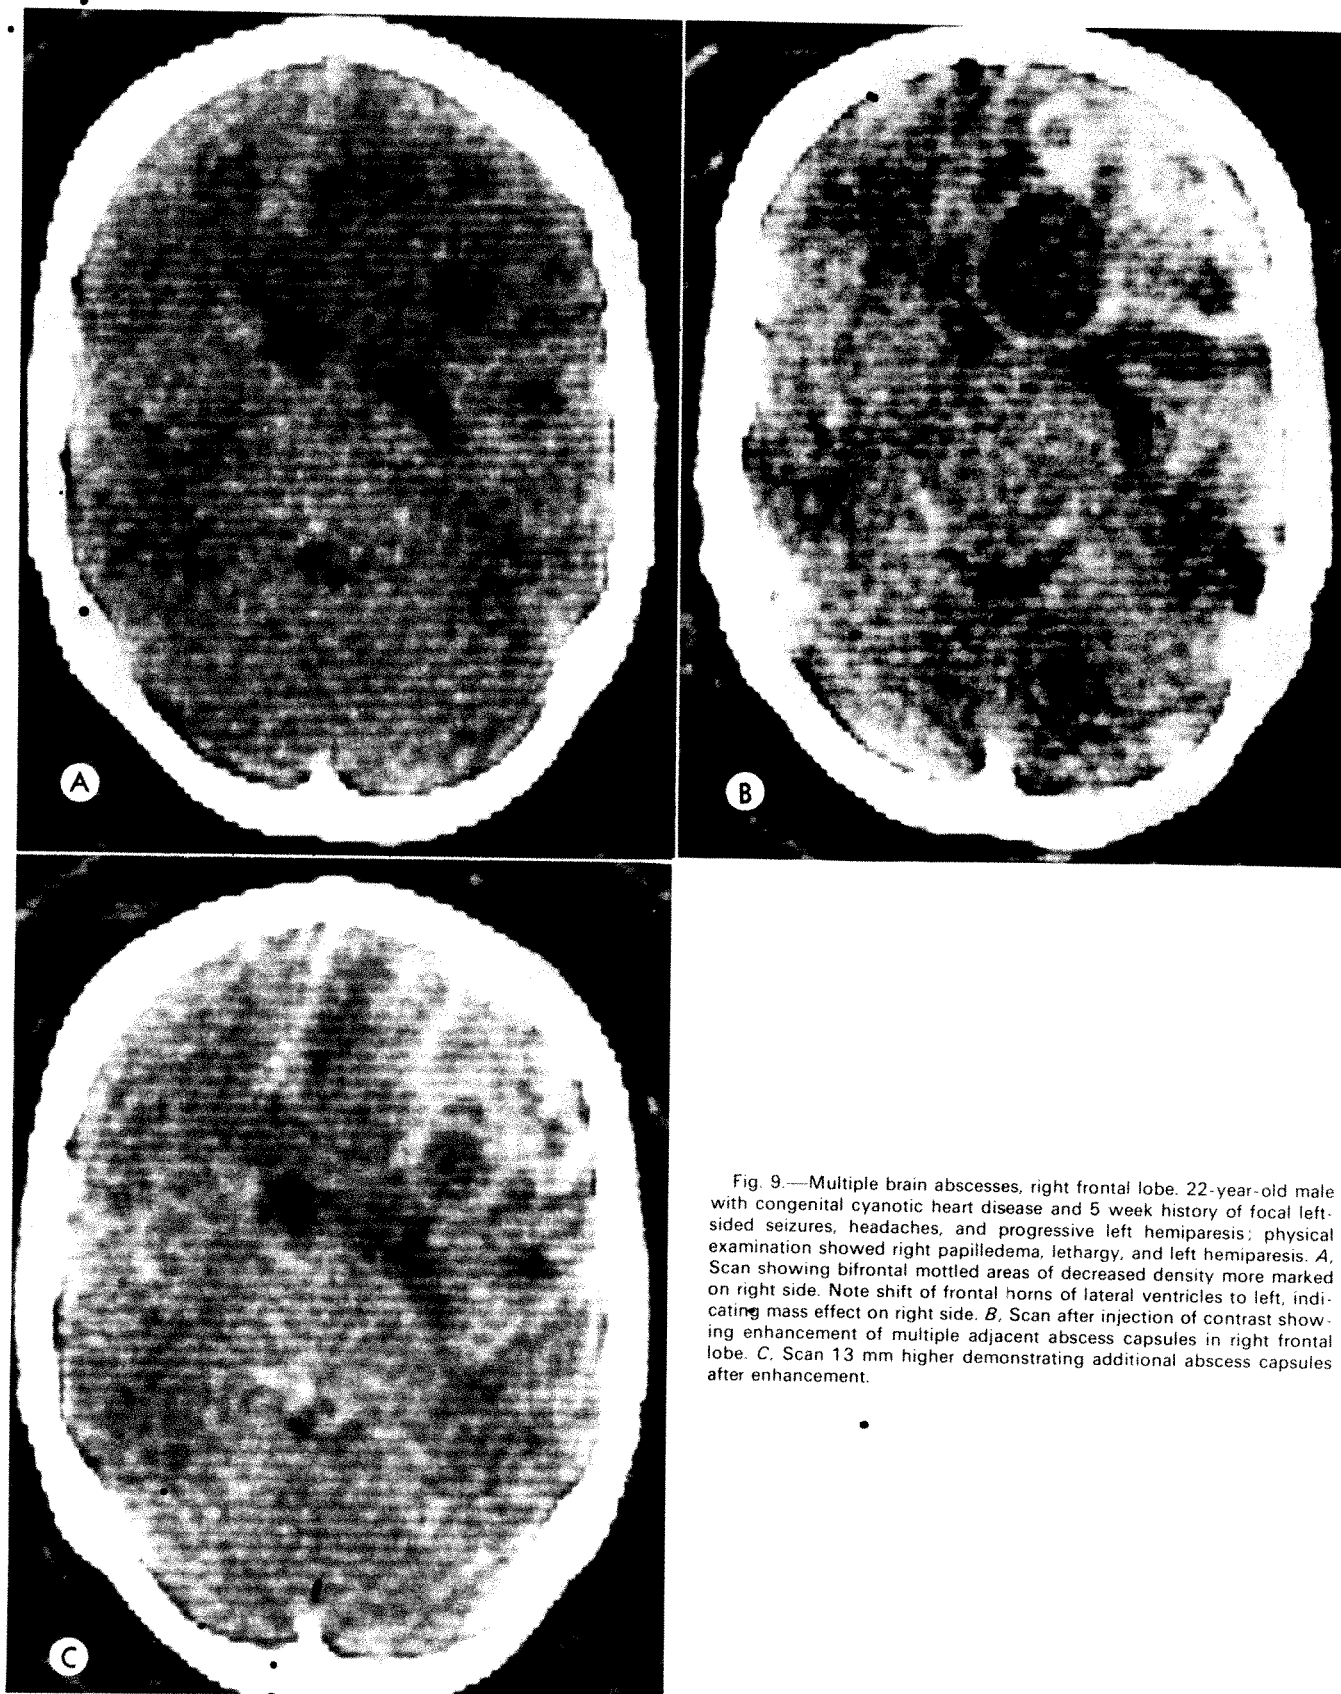 A
B
C
Fig. 9.—Multiple brain abscesses, right frontal lobe. 22-year-old male
with congenital cyanotic heart disease and 5 week history of focal left-
sided seizures, headaches, and progressive left hemiparesis; physical
examination showed right papilledema, lethargy, and left hemiparesis. A,
Scan showing bifrontal mottled areas of decreased density more marked
on right side. Note shift of frontal horns of lateral ventricles to left, indi-
cating mass effect on right side. B, Scan after injection of contrast show-
ing enhancement of multiple adjacent abscess capsules in right frontal
lobe. C, Scan 13 mm higher demonstrating additional abscess capsules
after enhancement.